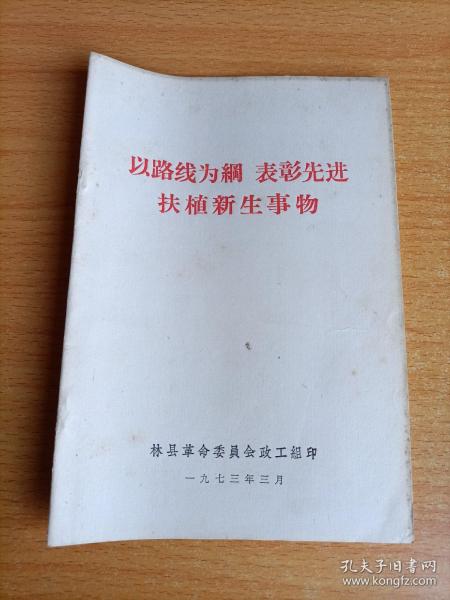 以路线为綱 表彰先进
扶植新生事物
林县革命委員会政工組印
一九七三年三月
孔夫子旧书网
www.kongfz.com